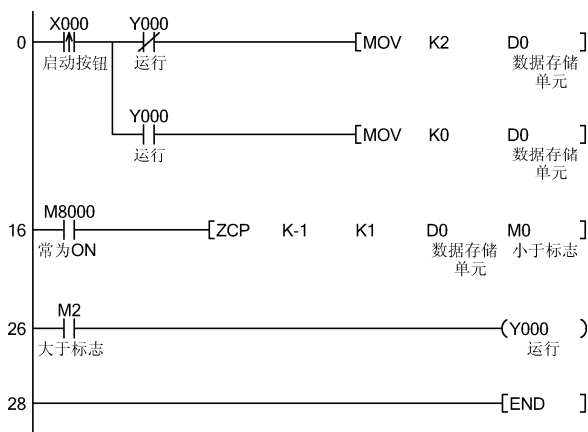 X000 Y000
0 [MOV K2 D0 ]
启动按钮 运行 数据存储
单元
Y000
[MOV K0 D0 ]
运行 数据存储
单元
M8000
16 [ZCP K-1 K1 D0 M0 ]
常为ON 数据存储 小于标志
单元
M2
26 (Y000 )
大于标志 运行
28 [END ]